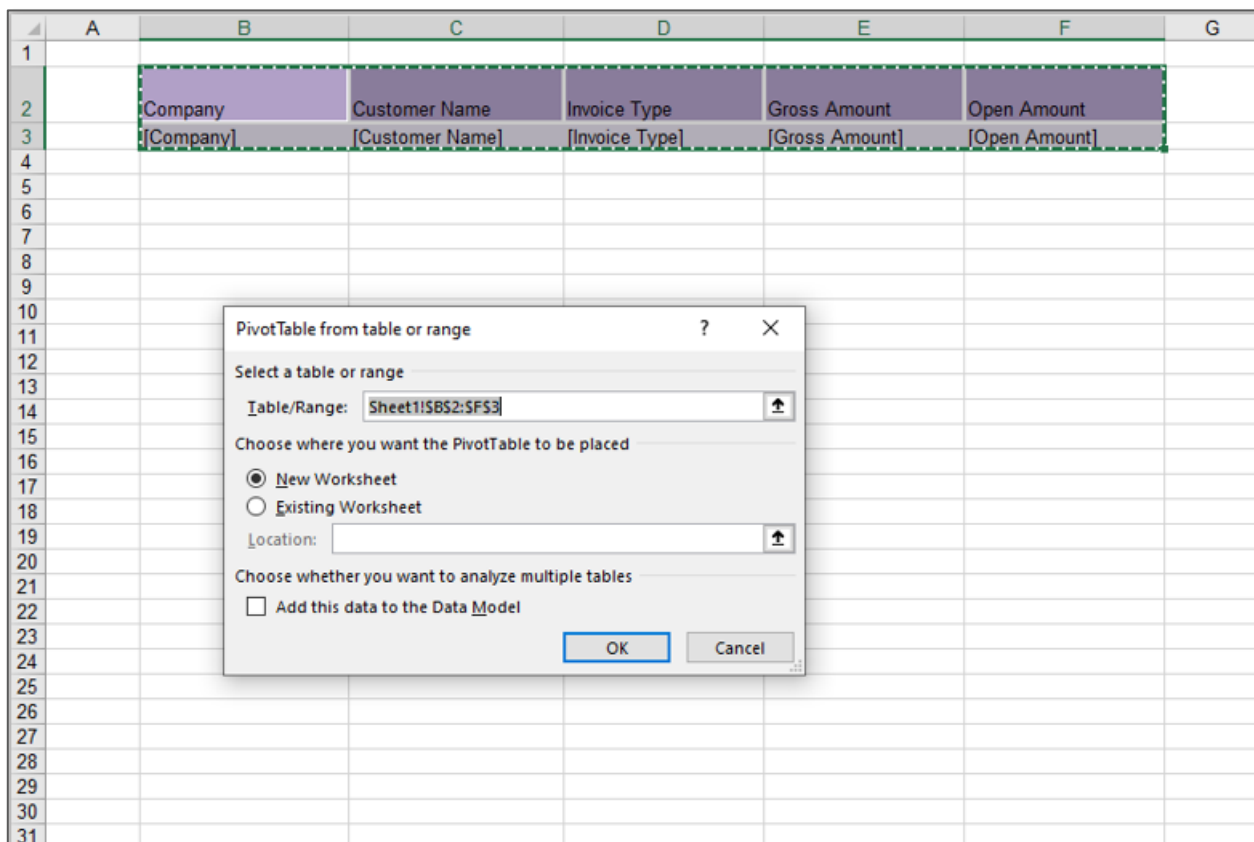 A B C D E F G
1
2 Company Customer Name Invoice Type Gross Amount Open Amount
3 [Company] [Customer Name] [Invoice Type] [Gross Amount] [Open Amount]
4
5
6
7
8
9
10
PivotTable from table or range ? 
11
12
Select a table or range
13
14
Table/Range: Sheet1!$B$2:$F$3
15
Choose where you want the PivotTable to be placed
16
17
New Worksheet
18
Existing Worksheet
19
Location:
20
Choose whether you want to analyze multiple tables
21
22
Add this data to the Data Model
23
24
OK Cancel
25
26
27
28
29
30
31